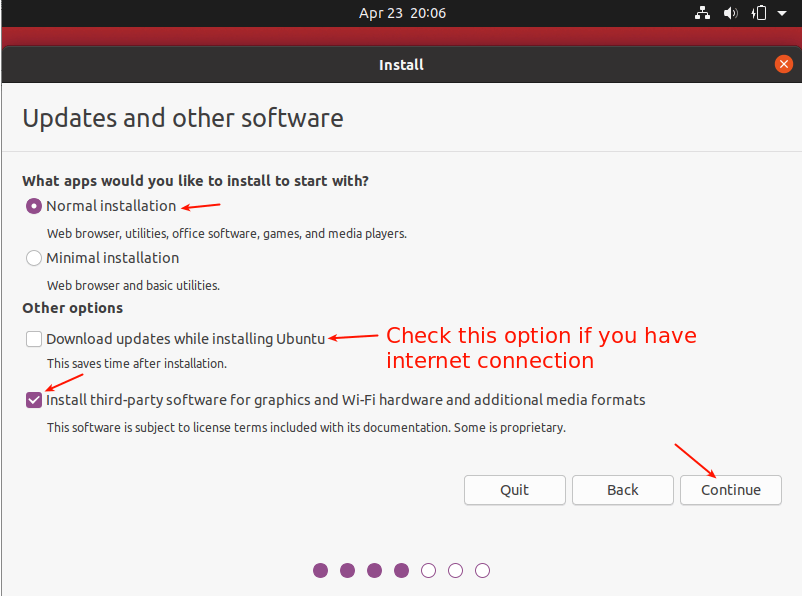 Apr 23 20:06
Install
Updates and other software
What apps would you like to install to start with?
Normal installation
Web browser, utilities, office software, games, and media players.
Minimal installation
Web browser and basic utilities.
Other options
Download updates while installing Ubuntu
Check this option if you have
internet connection
This saves time after installation.
Install third-party software for graphics and Wi-Fi hardware and additional media formats
This software is subject to license terms included with its documentation. Some is proprietary.
Quit
Back
Continue